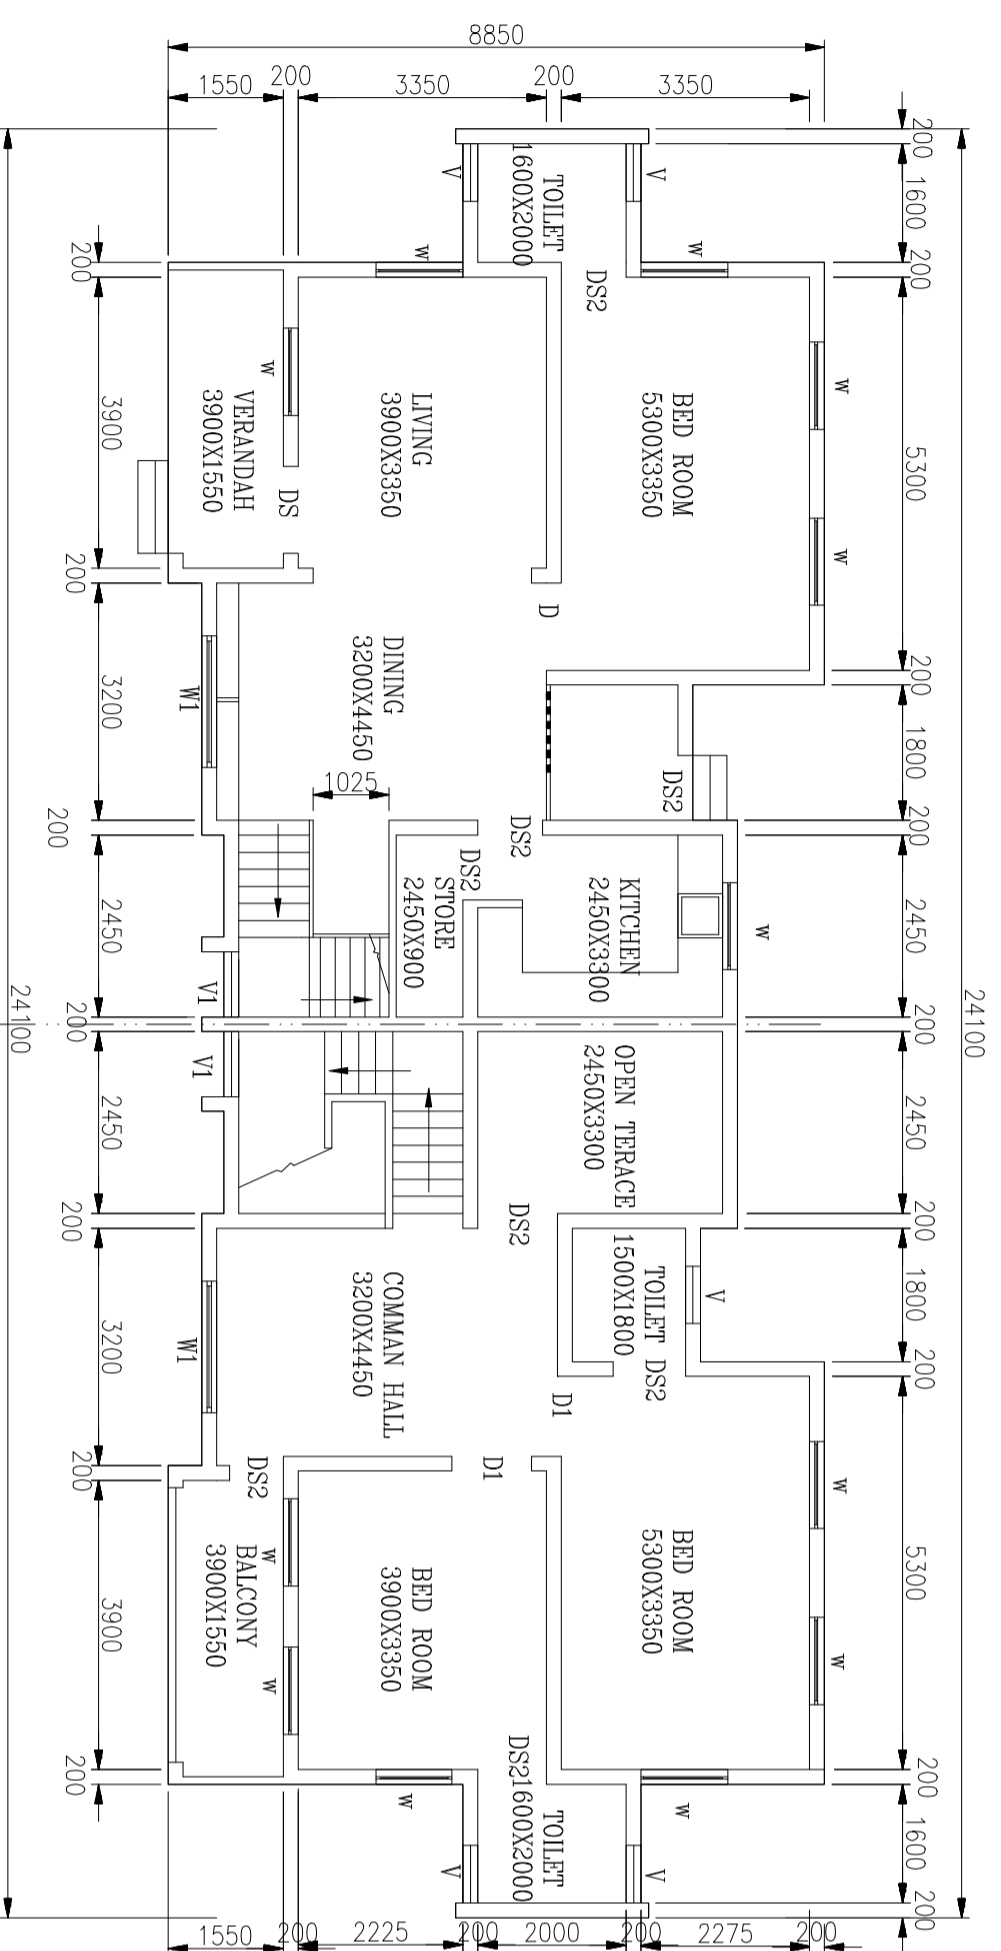 8850
1550
200
3350
200
3350
24100
200
1600
200
5300
200
1800
200
2450
200
2450
200
1800
200
5300
200
1600
200
V
V
TOILET
1600X2000
W
W
DS2
W
W
BED ROOM
5300X3350
LIVING
3900X3350
W
VERANDAH
3900X1550
DS
D
DINING
3200X4450
W1
1025
DS2
DS2
DS2
KITCHEN
2450X3300
W
STORE
2450X900
V1
V1
OPEN TERACE
2450X3300
DS2
TOILET
1500X1800
DS2
V
COMMAN HALL
3200X4450
W1
D1
D1
DS2
W
W
BED ROOM
5300X3350
BED ROOM
3900X3350
W
BALCONY
3900X1550
W
W
W
DS2
TOILET
1600X2000
V
V
200
3900
200
3200
200
2450
200
2450
200
3200
200
3900
200
24100
1550
200
2225
200
2000
200
2275
200